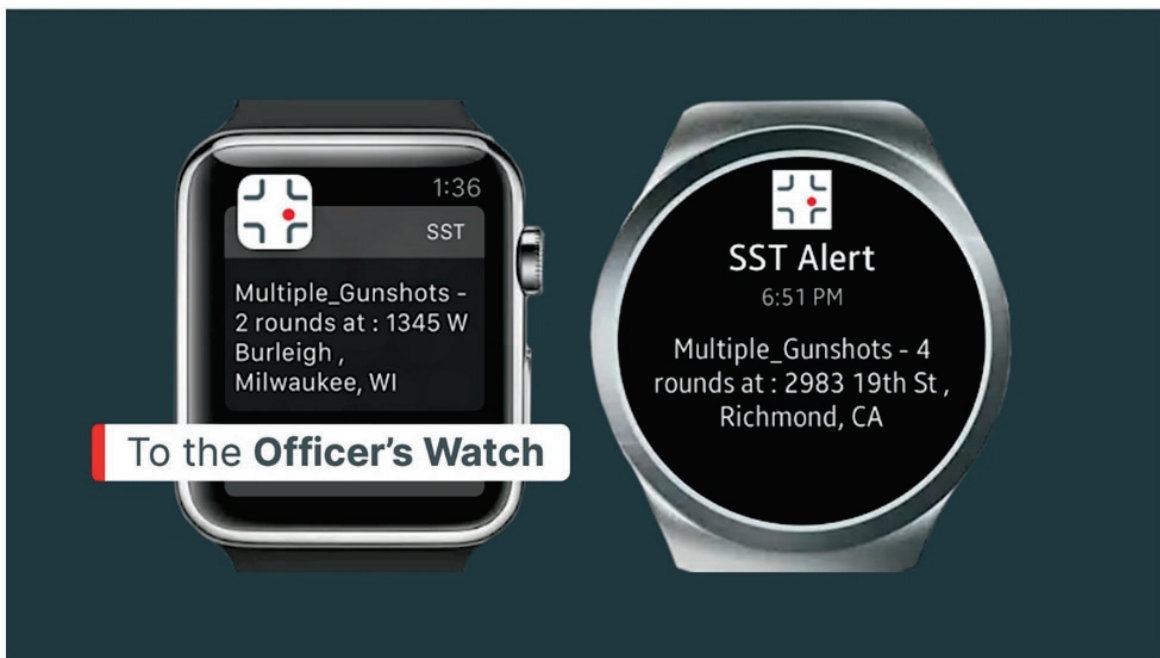 1:36
SST
Multiple_Gunshots -
2 rounds at : 1345 W
Burleigh ,
Milwaukee, WI
To the Officer’s Watch
SST Alert
6:51 PM
Multiple_Gunshots - 4
rounds at : 2983 19th St ,
Richmond, CA